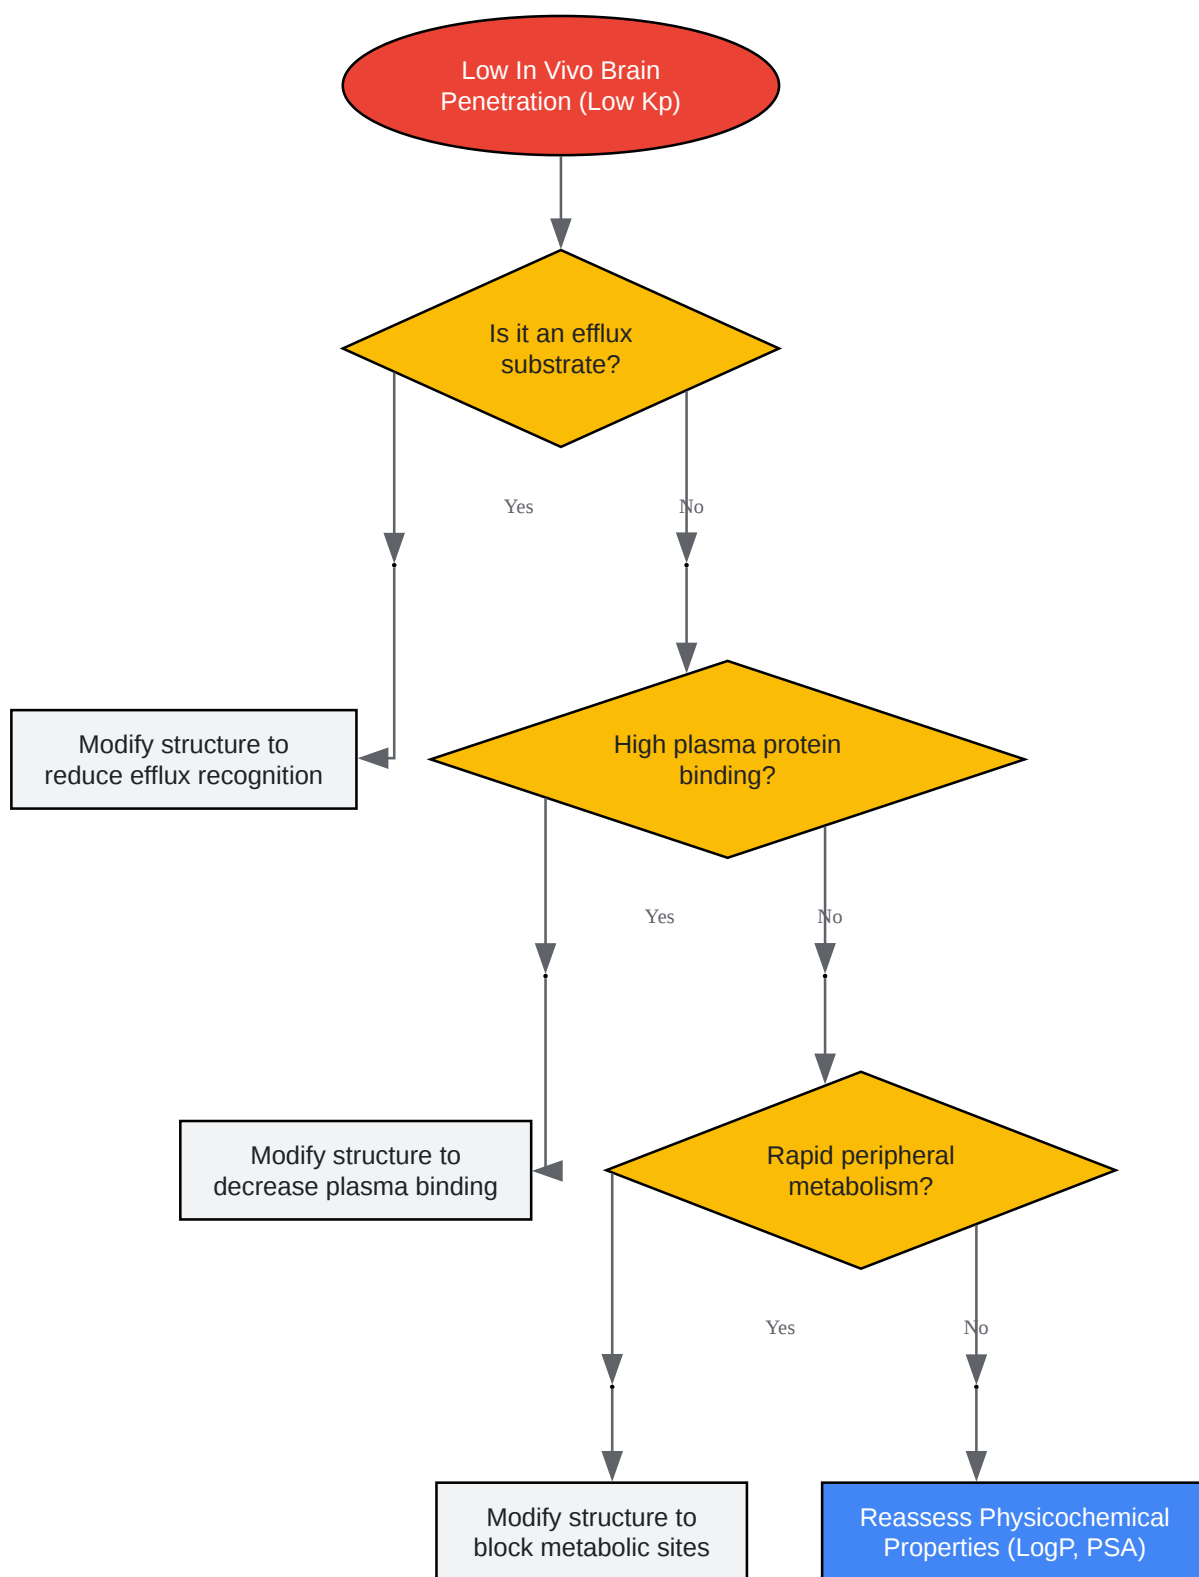 Low In Vivo Brain
Penetration (Low Kp)
Is it an efflux
substrate?
Yes
No
Modify structure to
reduce efflux recognition
High plasma protein
binding?
Yes
No
Modify structure to
decrease plasma binding
Rapid peripheral
metabolism?
Yes
No
Modify structure to
block metabolic sites
Reassess Physicochemical
Properties (LogP, PSA)